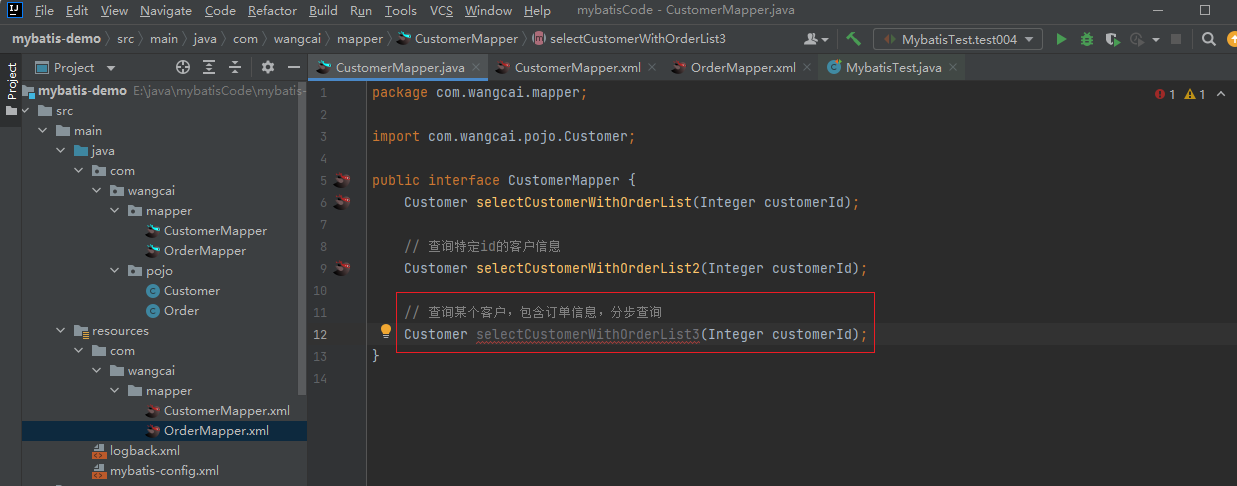 IJ File Edit View Navigate Code Refactor Build Run Tools VCS Window Help mybatisCode - CustomerMapper.java
mybatis-demo src main java com wangcai mapper CustomerMapper m selectCustomerWithOrderList3 MybatisTest.test004
Project
Project
CustomerMapper.java CustomerMapper.xml OrderMapper.xml MybatisTest.java
mybatis-demo E:\java\mybatisCode\mybatis-
src
main
java
com
wangcai
mapper
CustomerMapper
OrderMapper
pojo
C Customer
C Order
resources
com
wangcai
mapper
CustomerMapper.xml
OrderMapper.xml
logback.xml
mybatis-config.xml
1 package com.wangcai.mapper; 1 1
2
3 import com.wangcai.pojo.Customer;
4
5 public interface CustomerMapper {
6 Customer selectCustomerWithOrderList(Integer customerId);
7
8 // 查询特定id的客户信息
9 Customer selectCustomerWithOrderList2(Integer customerId);
10
11 // 查询某个客户，包含订单信息，分步查询
12 Customer selectCustomerWithOrderList3(Integer customerId);
13 }
14